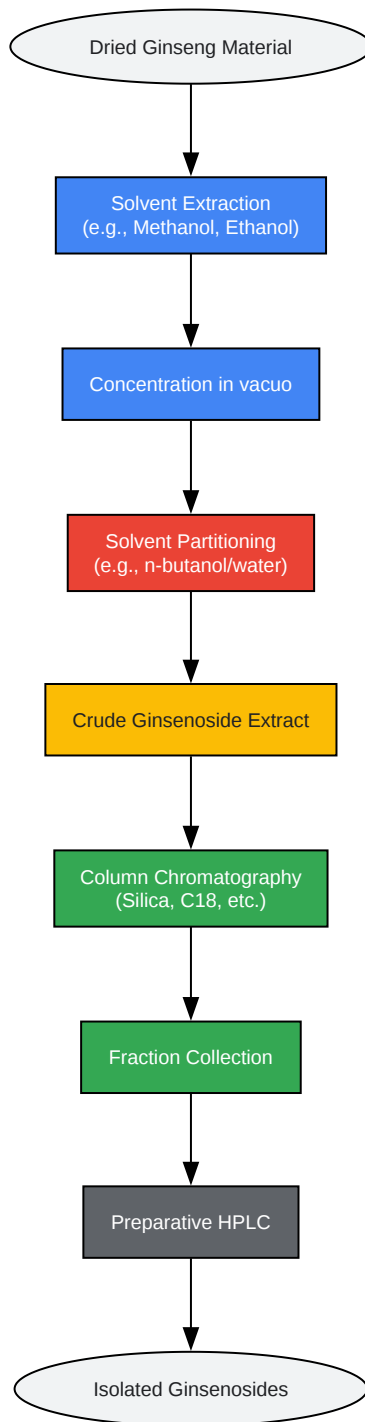 Dried Ginseng Material
Solvent Extraction
(e.g., Methanol, Ethanol)
Concentration in vacuo
Solvent Partitioning
(e.g., n-butanol/water)
Crude Ginsenoside Extract
Column Chromatography
(Silica, C18, etc.)
Fraction Collection
Preparative HPLC
Isolated Ginsenosides